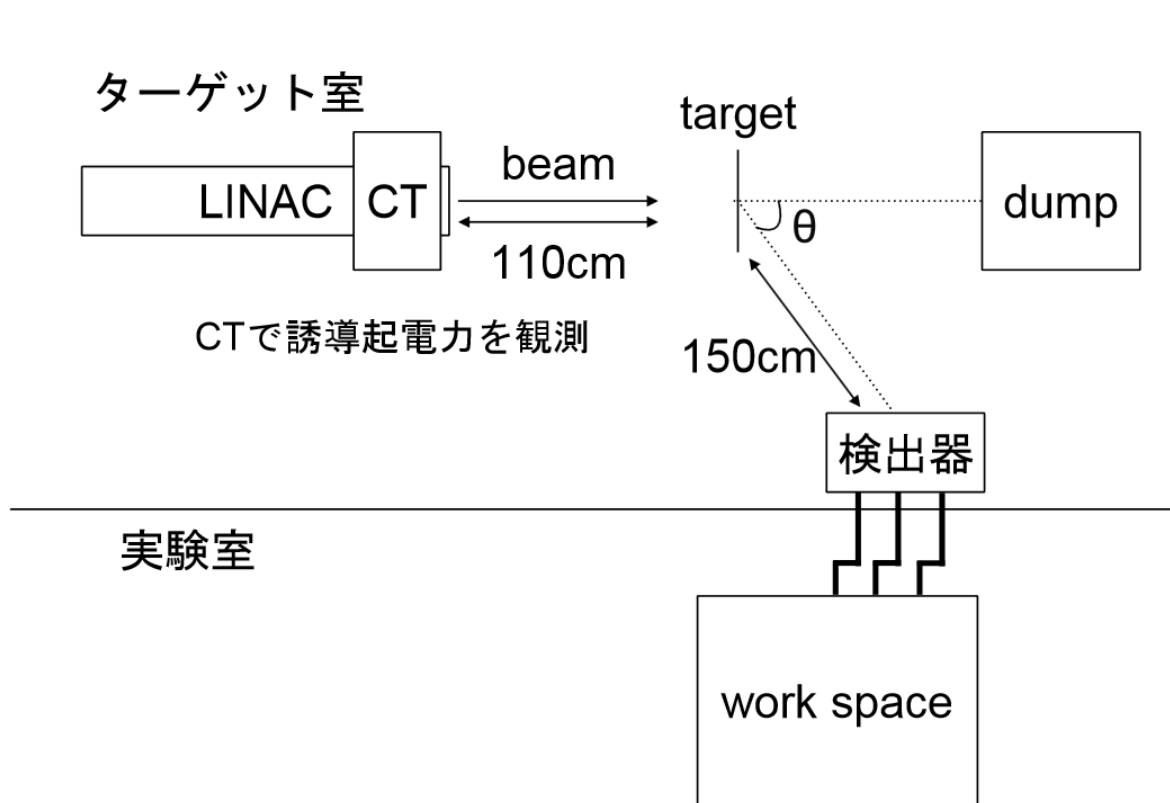 ターゲット室
target
beam
LINAC
CT
dump
θ
110cm
CTで誘導起電力を観測
150cm
検出器
実験室
work space